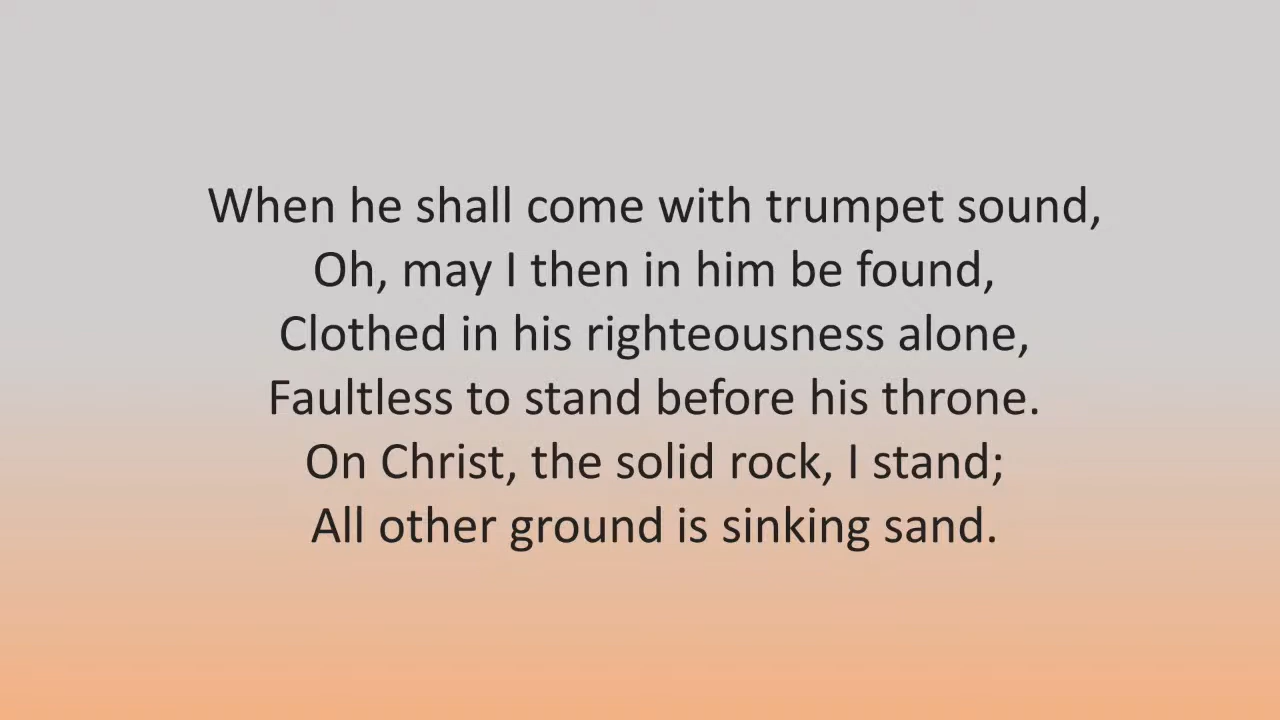 When he shall come with trumpet sound,
Oh, may I then in him be found,
Clothed in his righteousness alone,
Faultless to stand before his throne.
On Christ, the solid rock, I stand;
All other ground is sinking sand.